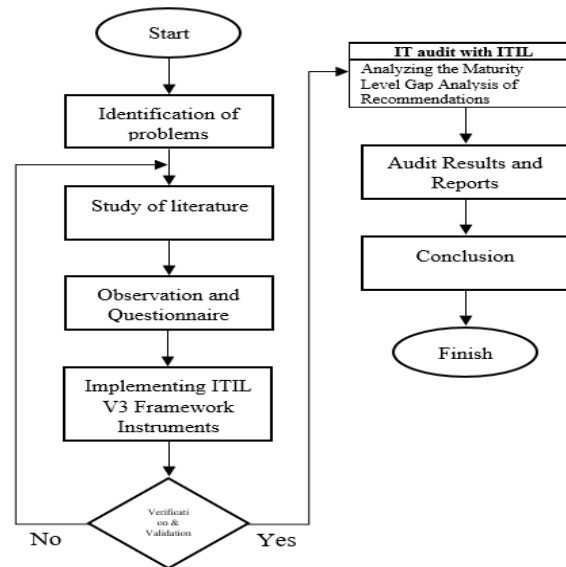 Start
Identification of
problems
Study of literature
Observation and
Questionnaire
Implementing ITIL
V3 Framework
Instruments
Verificati
on &
Validation
No
Yes
IT audit with ITIL
Analyzing the Maturity
Level Gap Analysis of
Recommendations
Audit Results and
Reports
Conclusion
Finish